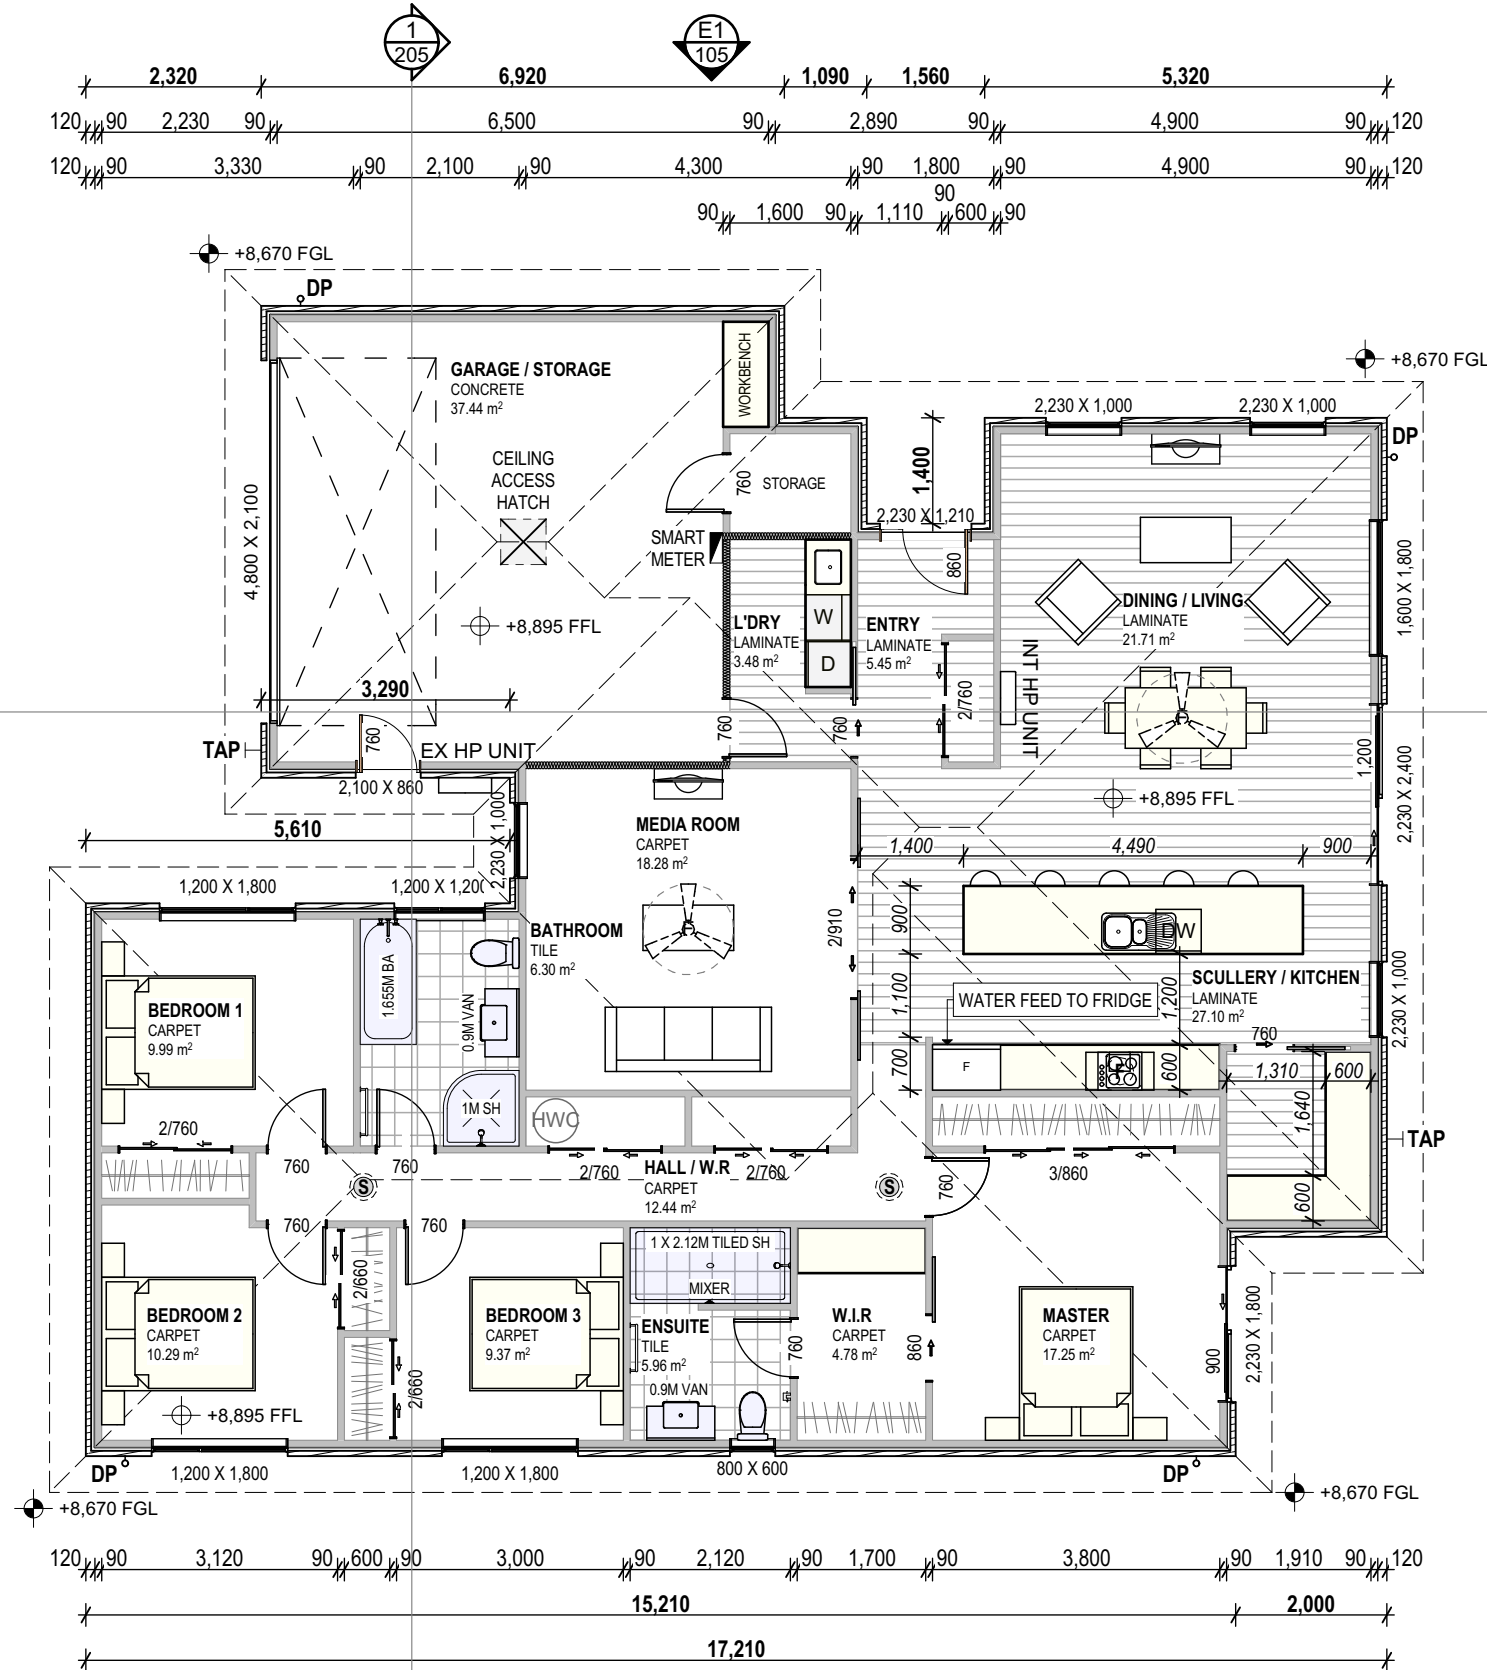 1
205
E1
105
2,320
6,920
1,090
1,560
5,320
120
90
2,230
90
6,500
90
2,890
90
4,900
90
120
120
90
3,330
90
2,100
90
4,300
90
1,800
90
4,900
90
120
90
90
1,600
90
1,110
600
90
+8,670 FGL
DP
GARAGE / STORAGE
CONCRETE
37.44 m²
WORKBENCH
+8,670 FGL
2,230 X 1,000
2,230 X 1,000
DP
CEILING
ACCESS
HATCH
760
STORAGE
1,400
2,230 X 1,210
4,800 X 2,100
SMART
METER
860
1,600 X 1,800
W
D
L'DRY
LAMINATE
3.48 m²
ENTRY
LAMINATE
5.45 m²
DINING / LIVING
LAMINATE
21.71 m²
+8,895 FFL
INT HP UNIT
3,290
2/760
760
760
760
TAP
EX HP UNIT
2,100 X 860
1,200
2,230 X 2,400
+8,895 FFL
5,610
2,230 X 1,000
MEDIA ROOM
CARPET
18.28 m²
1,400
4,490
900
1,200 X 1,800
1,200 X 1,200
BATHROOM
TILE
6.30 m²
2/910
900
DW
1.655M BA
0.9M VAN
1,100
1,200
SCULLERY / KITCHEN
LAMINATE
27.10 m²
WATER FEED TO FRIDGE
2,230 X 1,000
BEDROOM 1
CARPET
9.99 m²
760
700
F
600
1,310
600
1M SH
HWC
1,640
2/760
TAP
760
760
2/760
2/760
HALL / W.R
CARPET
12.44 m²
3/860
S
S
760
600
760
760
1 X 2.12M TILED SH
MIXER
2/660
BEDROOM 2
CARPET
10.29 m²
BEDROOM 3
CARPET
9.37 m²
ENSUITE
TILE
5.96 m²
0.9M VAN
760
W.I.R
CARPET
4.78 m²
860
MASTER
CARPET
17.25 m²
900
2,230 X 1,800
2/660
+8,895 FFL
DP
1,200 X 1,800
1,200 X 1,800
800 X 600
DP
+8,670 FGL
+8,670 FGL
120
90
3,120
90
600
90
3,000
90
2,120
90
1,700
90
3,800
90
1,910
90
120
15,210
2,000
17,210